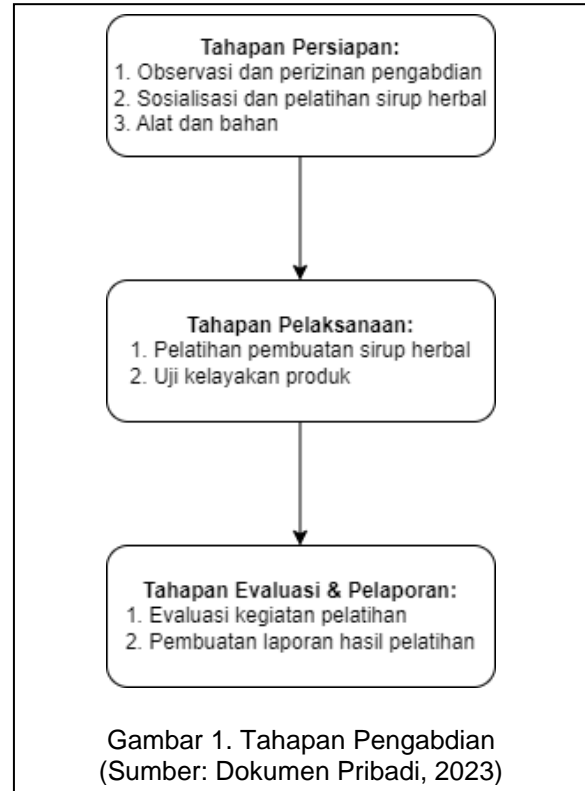 Tahapan Persiapan:
1. Observasi dan perizinan pengabdian
2. Sosialisasi dan pelatihan sirup herbal
3. Alat dan bahan
Tahapan Pelaksanaan:
1. Pelatihan pembuatan sirup herbal
2. Uji kelayakan produk
Tahapan Evaluasi & Pelaporan:
1. Evaluasi kegiatan pelatihan
2. Pembuatan laporan hasil pelatihan
Gambar 1. Tahapan Pengabdian
(Sumber: Dokumen Pribadi, 2023)